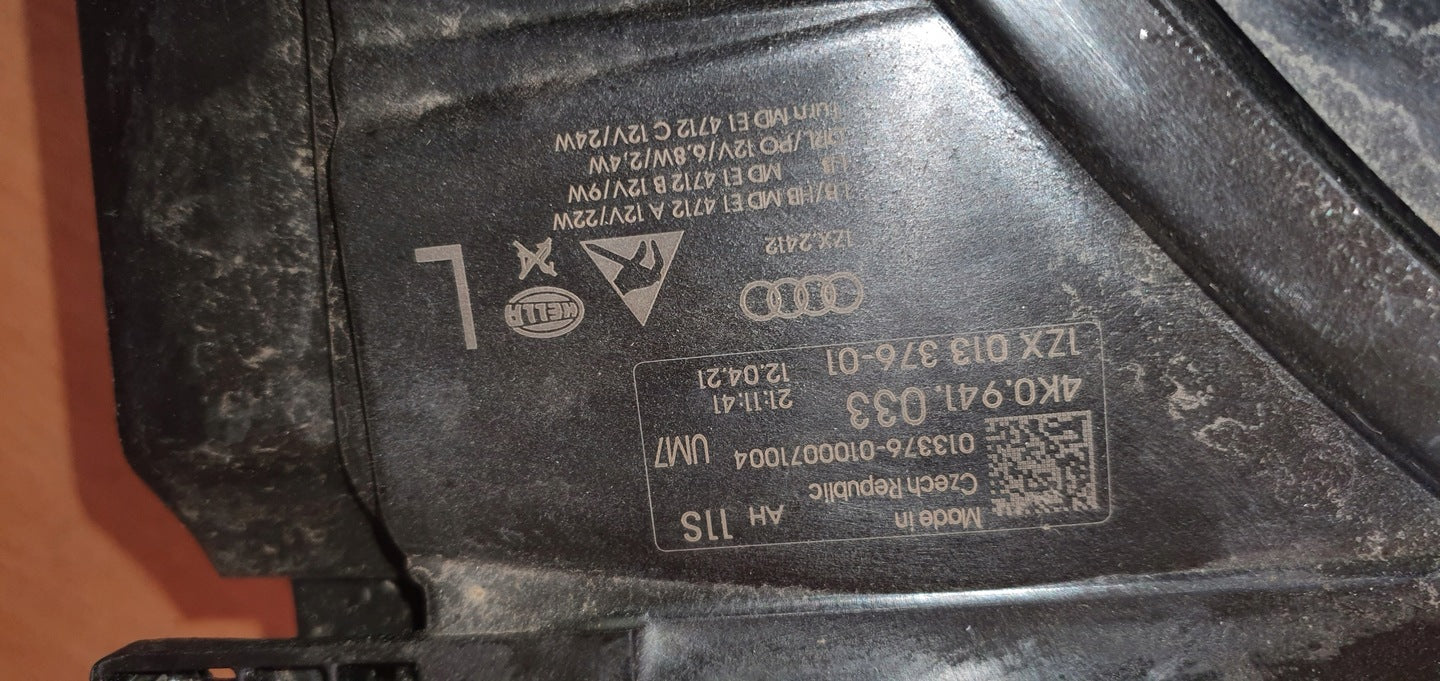 Made in
Czech Republic
AH 11S
013376-0100071004 UM7
4K0.941.033
21:11:41
12.04.21
1ZX 013 376-01
1ZX.2412
HELLA
L
LB/HB MD E1 4712 A 12V/22W
LB
MD E1 4712 B 12V/9W
DRL/PO 12V/6.8W/2.4W
Turn MD E1 4712 C 12V/24W